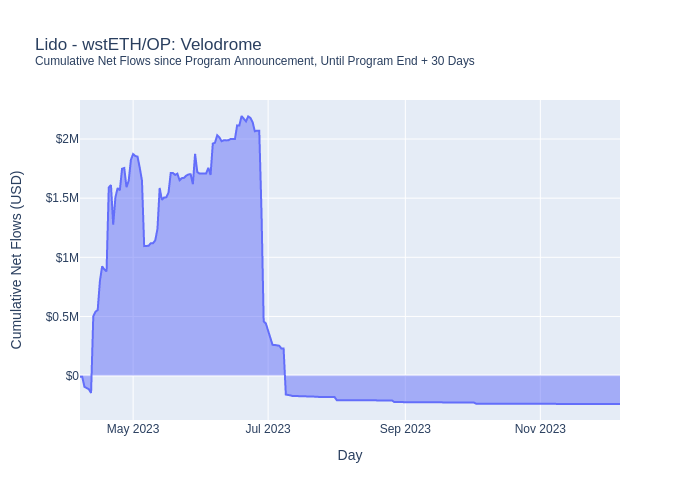 Lido - wstETH/OP: Velodrome
Cumulative Net Flows since Program Announcement, Until Program End + 30 Days
Cumulative Net Flows (USD)
$2M
$1.5M
$1M
$0.5M
$0
May 2023
Jul 2023
Sep 2023
Nov 2023
Day